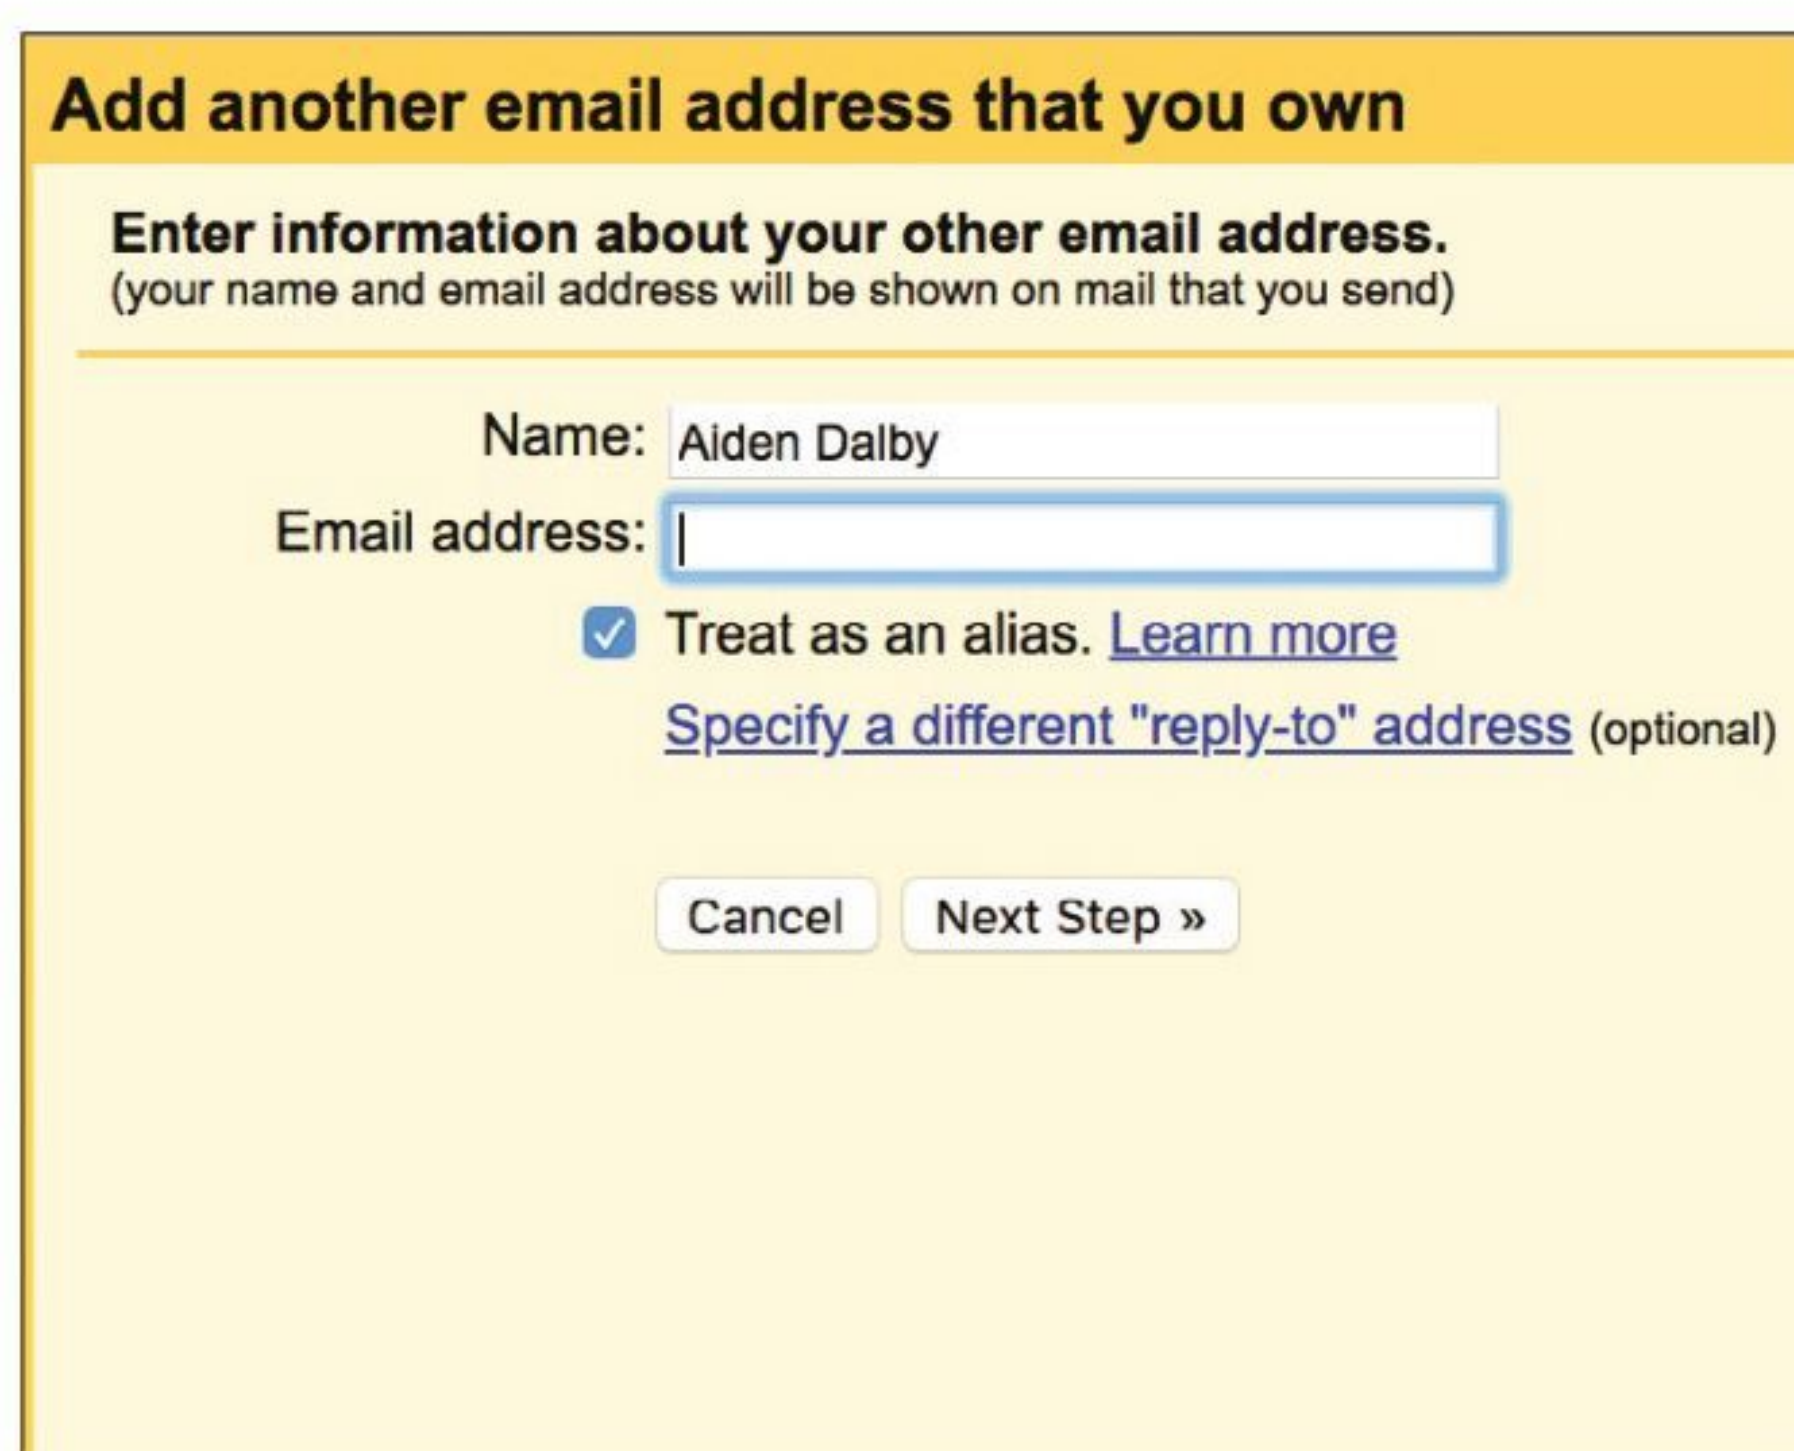 Add another email address that you own
Enter information about your other email address.
(your name and email address will be shown on mail that you send)
Name: Aiden Dalby
Email address:
Treat as an alias. Learn more
Specify a different "reply-to" address (optional)
Cancel Next Step »